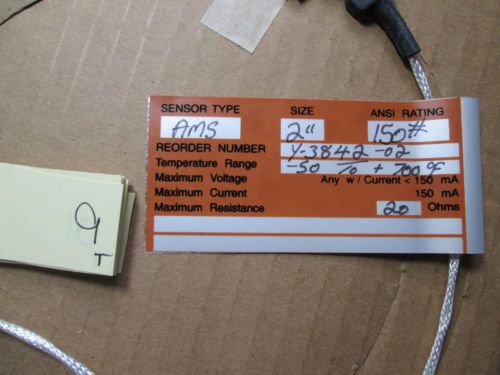 SENSOR TYPE SIZE ANSI RATING
AMS 2" 150#
REORDER NUMBER Y-3842-02
Temperature Range -50 to + 700 °F
Maximum Voltage Any w / Current < 150 mA
Maximum Current 150 mA
Maximum Resistance 20 Ohms
9
T